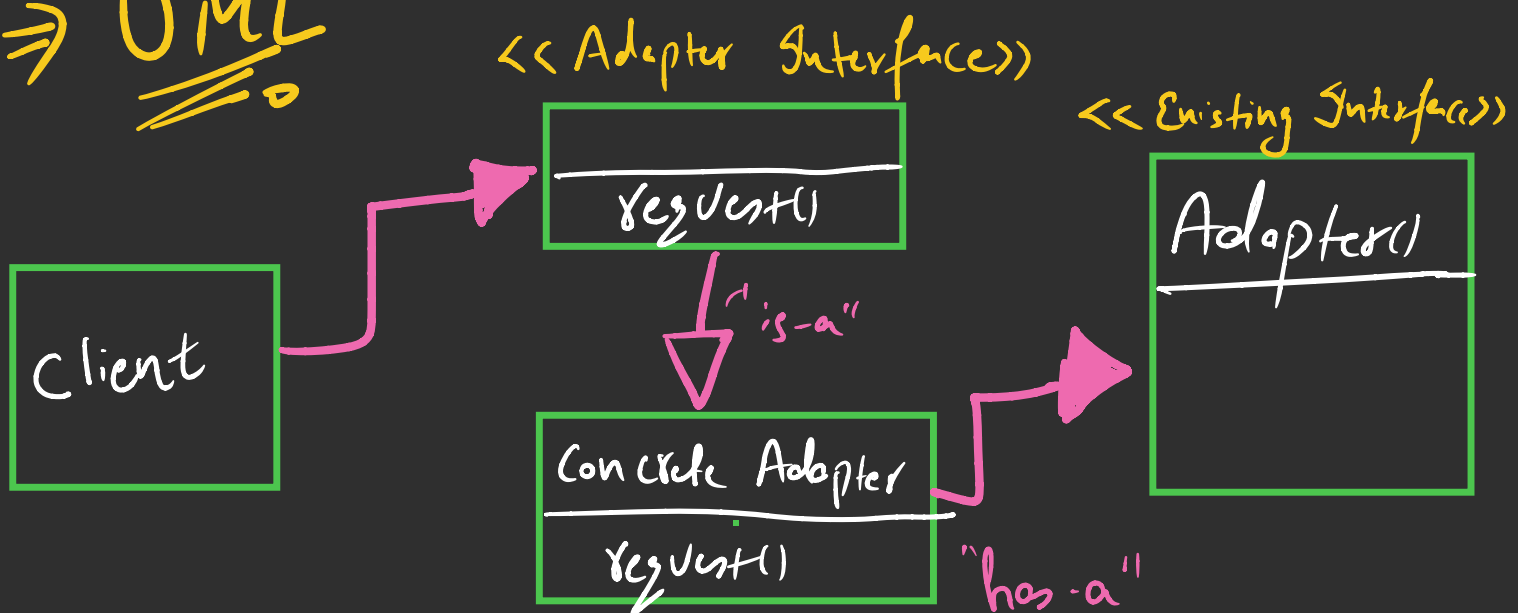 ⇒ UML
<< Adapter Interface>>
request()
"is-a"
<< Existing Interface>>
Adapter()
Client
Concrete Adapter
request()
"has-a"